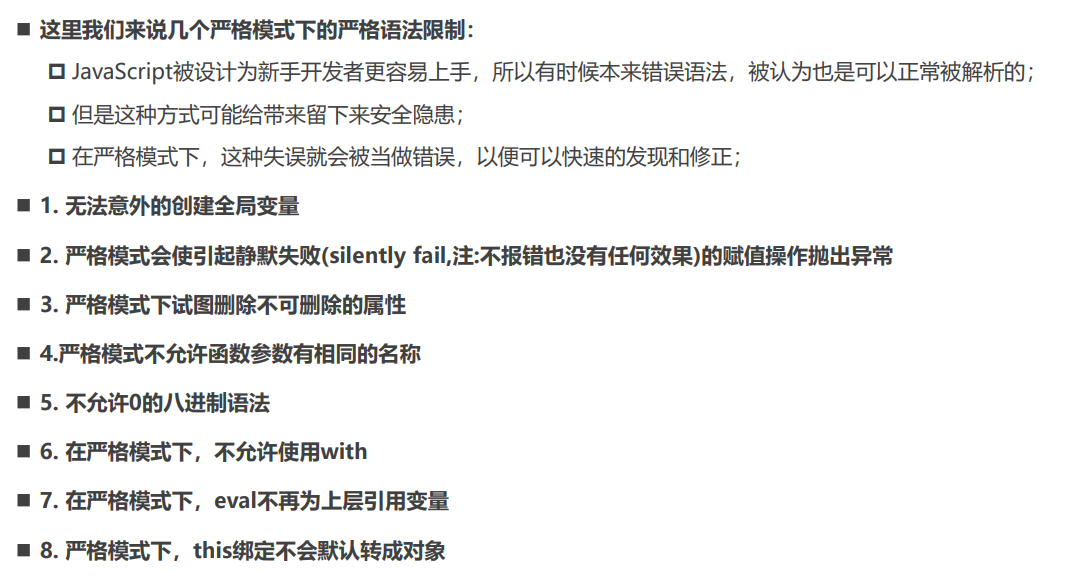 ■ 这里我们来说几个严格模式下的严格语法限制：
❑ JavaScript被设计为新手开发者更容易上手，所以有时候本来错误语法，被认为也是可以正常被解析的；
❑ 但是这种方式可能给带来留下来安全隐患；
❑ 在严格模式下，这种失误就会被当做错误，以便可以快速的发现和修正；
■ 1. 无法意外的创建全局变量
■ 2. 严格模式会使引起静默失败(silently fail,注:不报错也没有任何效果)的赋值操作抛出异常
■ 3. 严格模式下试图删除不可删除的属性
■ 4.严格模式不允许函数参数有相同的名称
■ 5. 不允许0的八进制语法
■ 6. 在严格模式下，不允许使用with
■ 7. 在严格模式下，eval不再为上层引用变量
■ 8. 严格模式下，this绑定不会默认转成对象